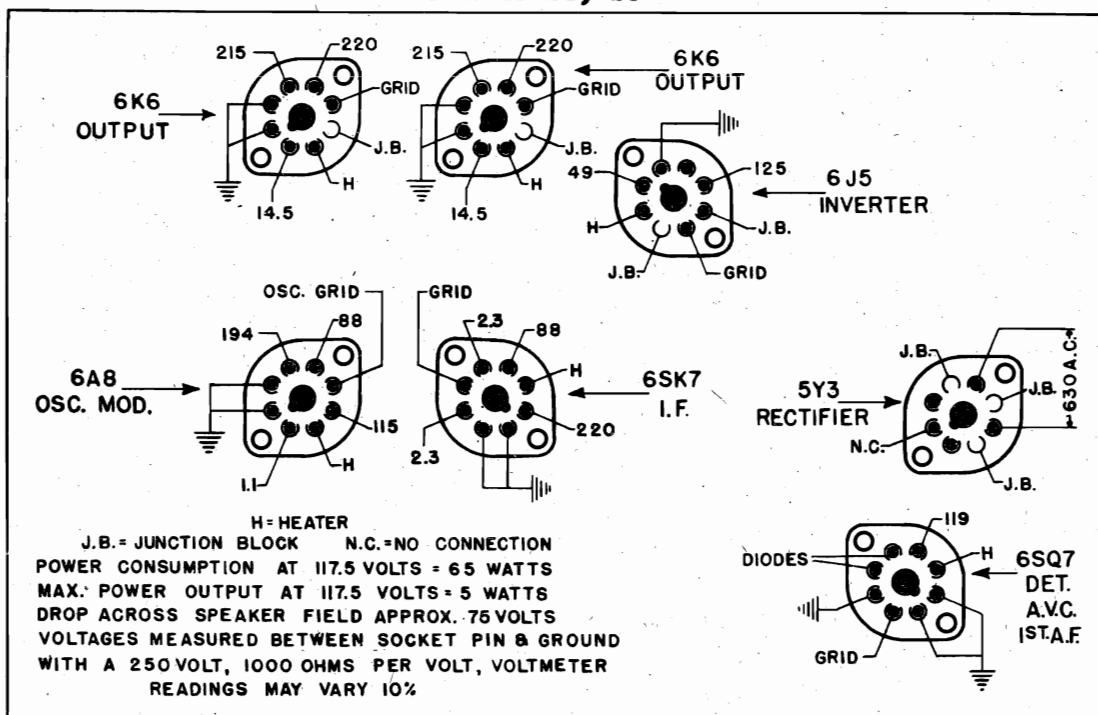 215
220
GRID
J.B.
H
14.5
6K6
OUTPUT
215
220
GRID
J.B.
H
14.5
6K6
OUTPUT
49
125
H
J.B.
J.B.
GRID
6J5
INVERTER
OSC. GRID
194
88
115
H
1.1
6A8
OSC. MOD.
GRID
2.3
88
H
220
2.3
6SK7
I.F.
J.B.
J.B.
630 A.C.
N.C.
J.B.
5Y3
RECTIFIER
119
DIODES
H
GRID
6SQ7
DET.
A.V.C.
1ST. A.F.
H=HEATER
J.B.= JUNCTION BLOCK N.C.=NO CONNECTION
POWER CONSUMPTION AT 117.5 VOLTS = 65 WATTS
MAX. POWER OUTPUT AT 117.5 VOLTS = 5 WATTS
DROP ACROSS SPEAKER FIELD APPROX. 75 VOLTS
VOLTAGES MEASURED BETWEEN SOCKET PIN & GROUND
WITH A 250 VOLT, 1000 OHMS PER VOLT, VOLTMETER
READINGS MAY VARY 10%